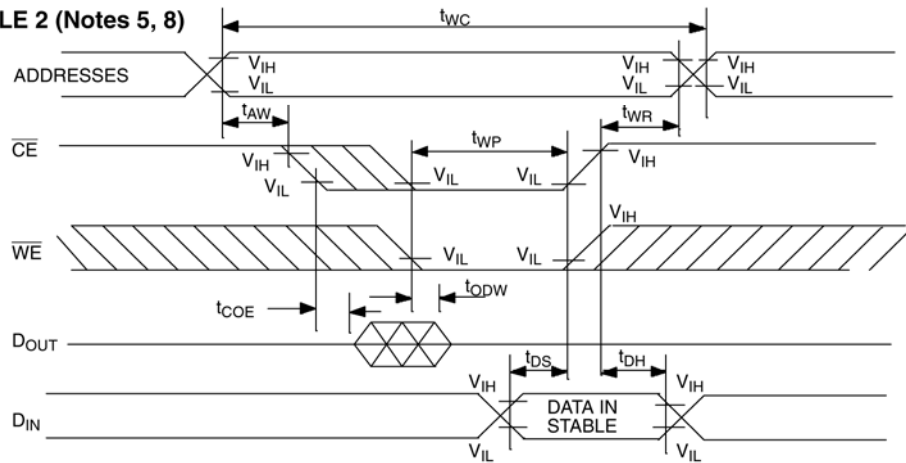 LE 2 (Notes 5, 8)
tWC
ADDRESSES
VIH
VIL
VIH
VIL
VIH
VIL
tAW
tWR
CE
VIH
VIL
tWP
VIL
VIL
VIH
WE
VIL
VIL
VIH
tCOE
tODW
DOUT
tDS
tDH
DIN
VIH
VIL
DATA IN
STABLE
VIH
VIL